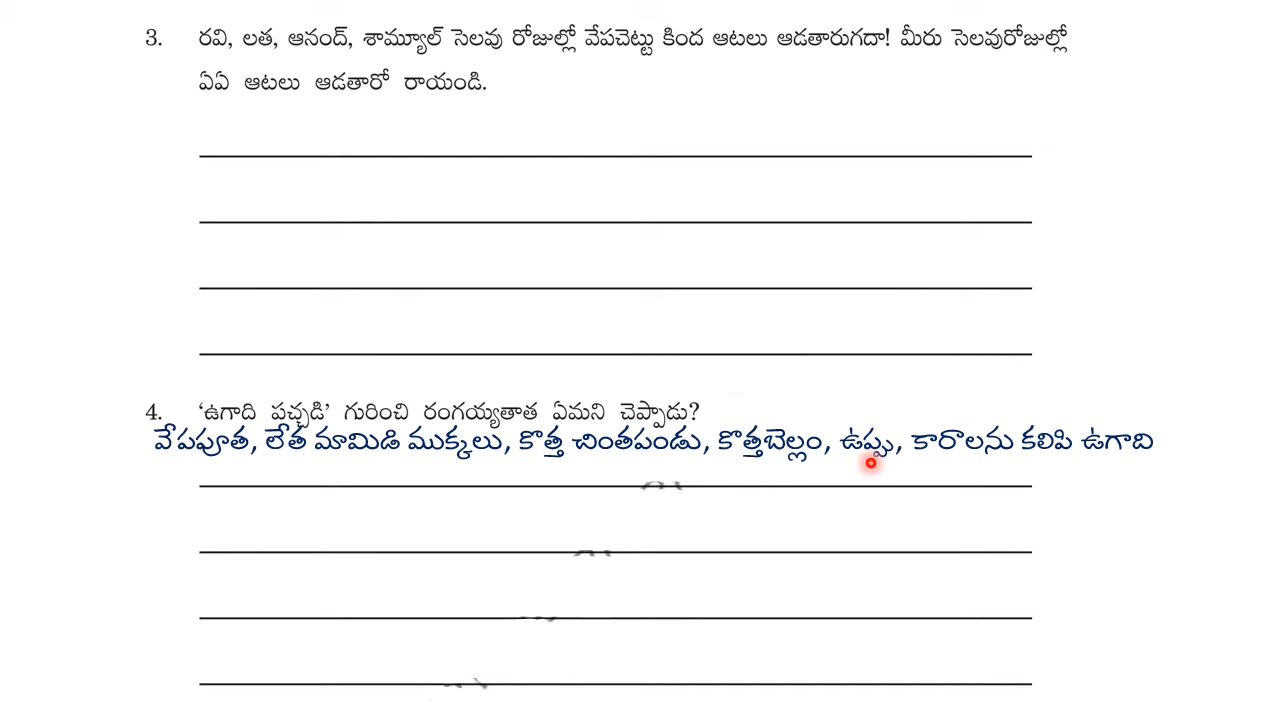 3. రవి, లత, ఆనంద్, శామ్యూల్ సెలవు రోజుల్లో వేపచెట్టు కింద ఆటలు ఆడతారుగదా! మీరు సెలవురోజుల్లో
ఏఏ ఆటలు ఆడతారో రాయండి.
4. ‘ఉగాది పచ్చడి’ గురించి రంగయ్యతాత ఏమని చెప్పాడు?
వేపపూత, లేత మామిడి ముక్కలు, కొత్త చింతపండు, కొత్తబెల్లం, ఉప్పు, కారాలను కలిపి ఉగాది